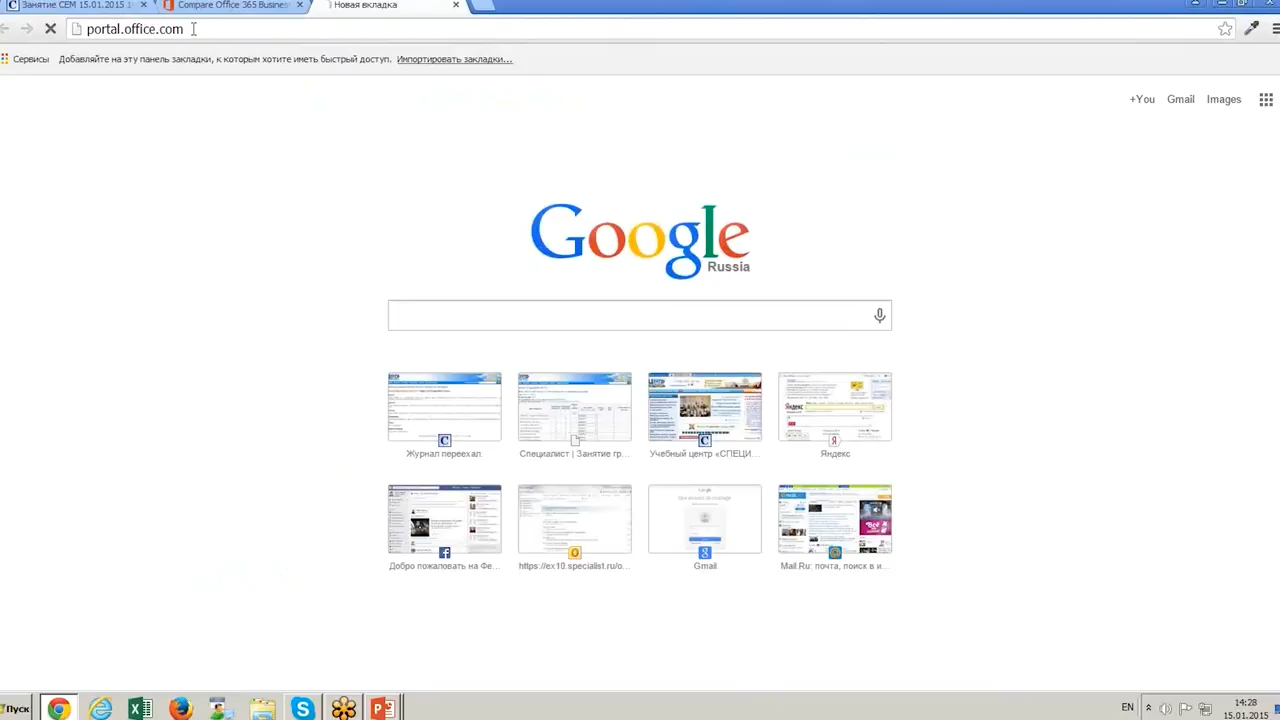 Занятие СЕМ 15.01.2015 1
Compare Office 365 Business
Новая вкладка
portal.office.com
Сервисы Добавляйте на эту панель закладки, к которым хотите иметь быстрый доступ. Импортировать закладки...
+You Gmail Images
Google
Russia
Журнал переехал.
Специалист | Занятие гр...
Учебный центр «СПЕЦИ...
Яндекс
Добро пожаловать на Фе...
https://ex10.specialist.ru/o...
Gmail
Mail.Ru: почта, поиск в и...
Пуск
EN
14:28
15.01.2015